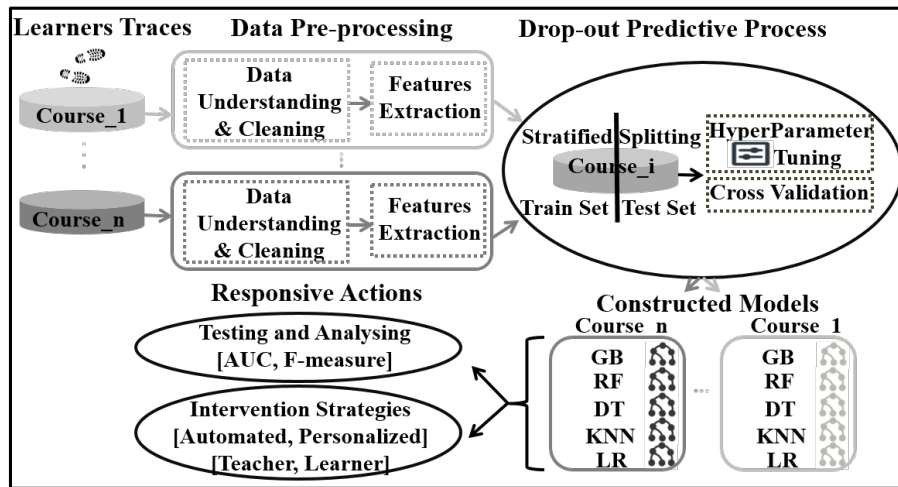 Learners Traces
Data Pre-processing
Drop-out Predictive Process
Course_1
Data
Understanding
& Cleaning
Features
Extraction
Course_n
Data
Understanding
& Cleaning
Features
Extraction
Stratified Splitting
Course_i
Train Set
Test Set
HyperParameter
Tuning
Cross Validation
Responsive Actions
Testing and Analysing
[AUC, F-measure]
Intervention Strategies
[Automated, Personalized]
[Teacher, Learner]
Constructed Models
Course_n
GB
RF
DT
KNN
LR
Course_1
GB
RF
DT
KNN
LR